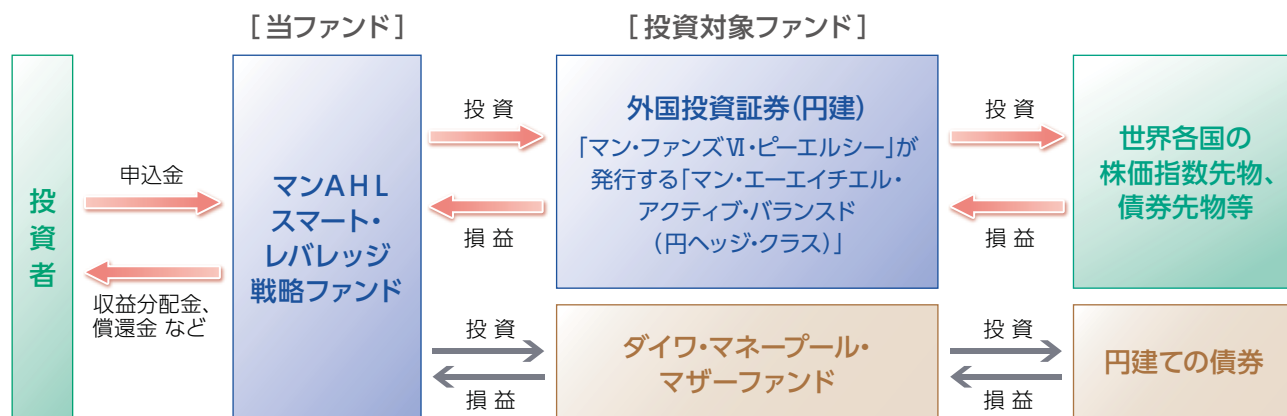 [当ファンド]
[投資対象ファンド]
投資者
申込金
収益分配金、
償還金 など
マンAHL
スマート・
レバレッジ
戦略ファンド
投 資
損 益
外国投資証券(円建)
「マン・ファンズⅥ・ピーエルシー」が
発行する「マン・エーエイチエル・
アクティブ・バランスド
(円ヘッジ・クラス)」
投 資
損 益
世界各国の
株価指数先物、
債券先物等
投 資
損 益
ダイワ・マネープール・
マザーファンド
投 資
損 益
円建ての債券